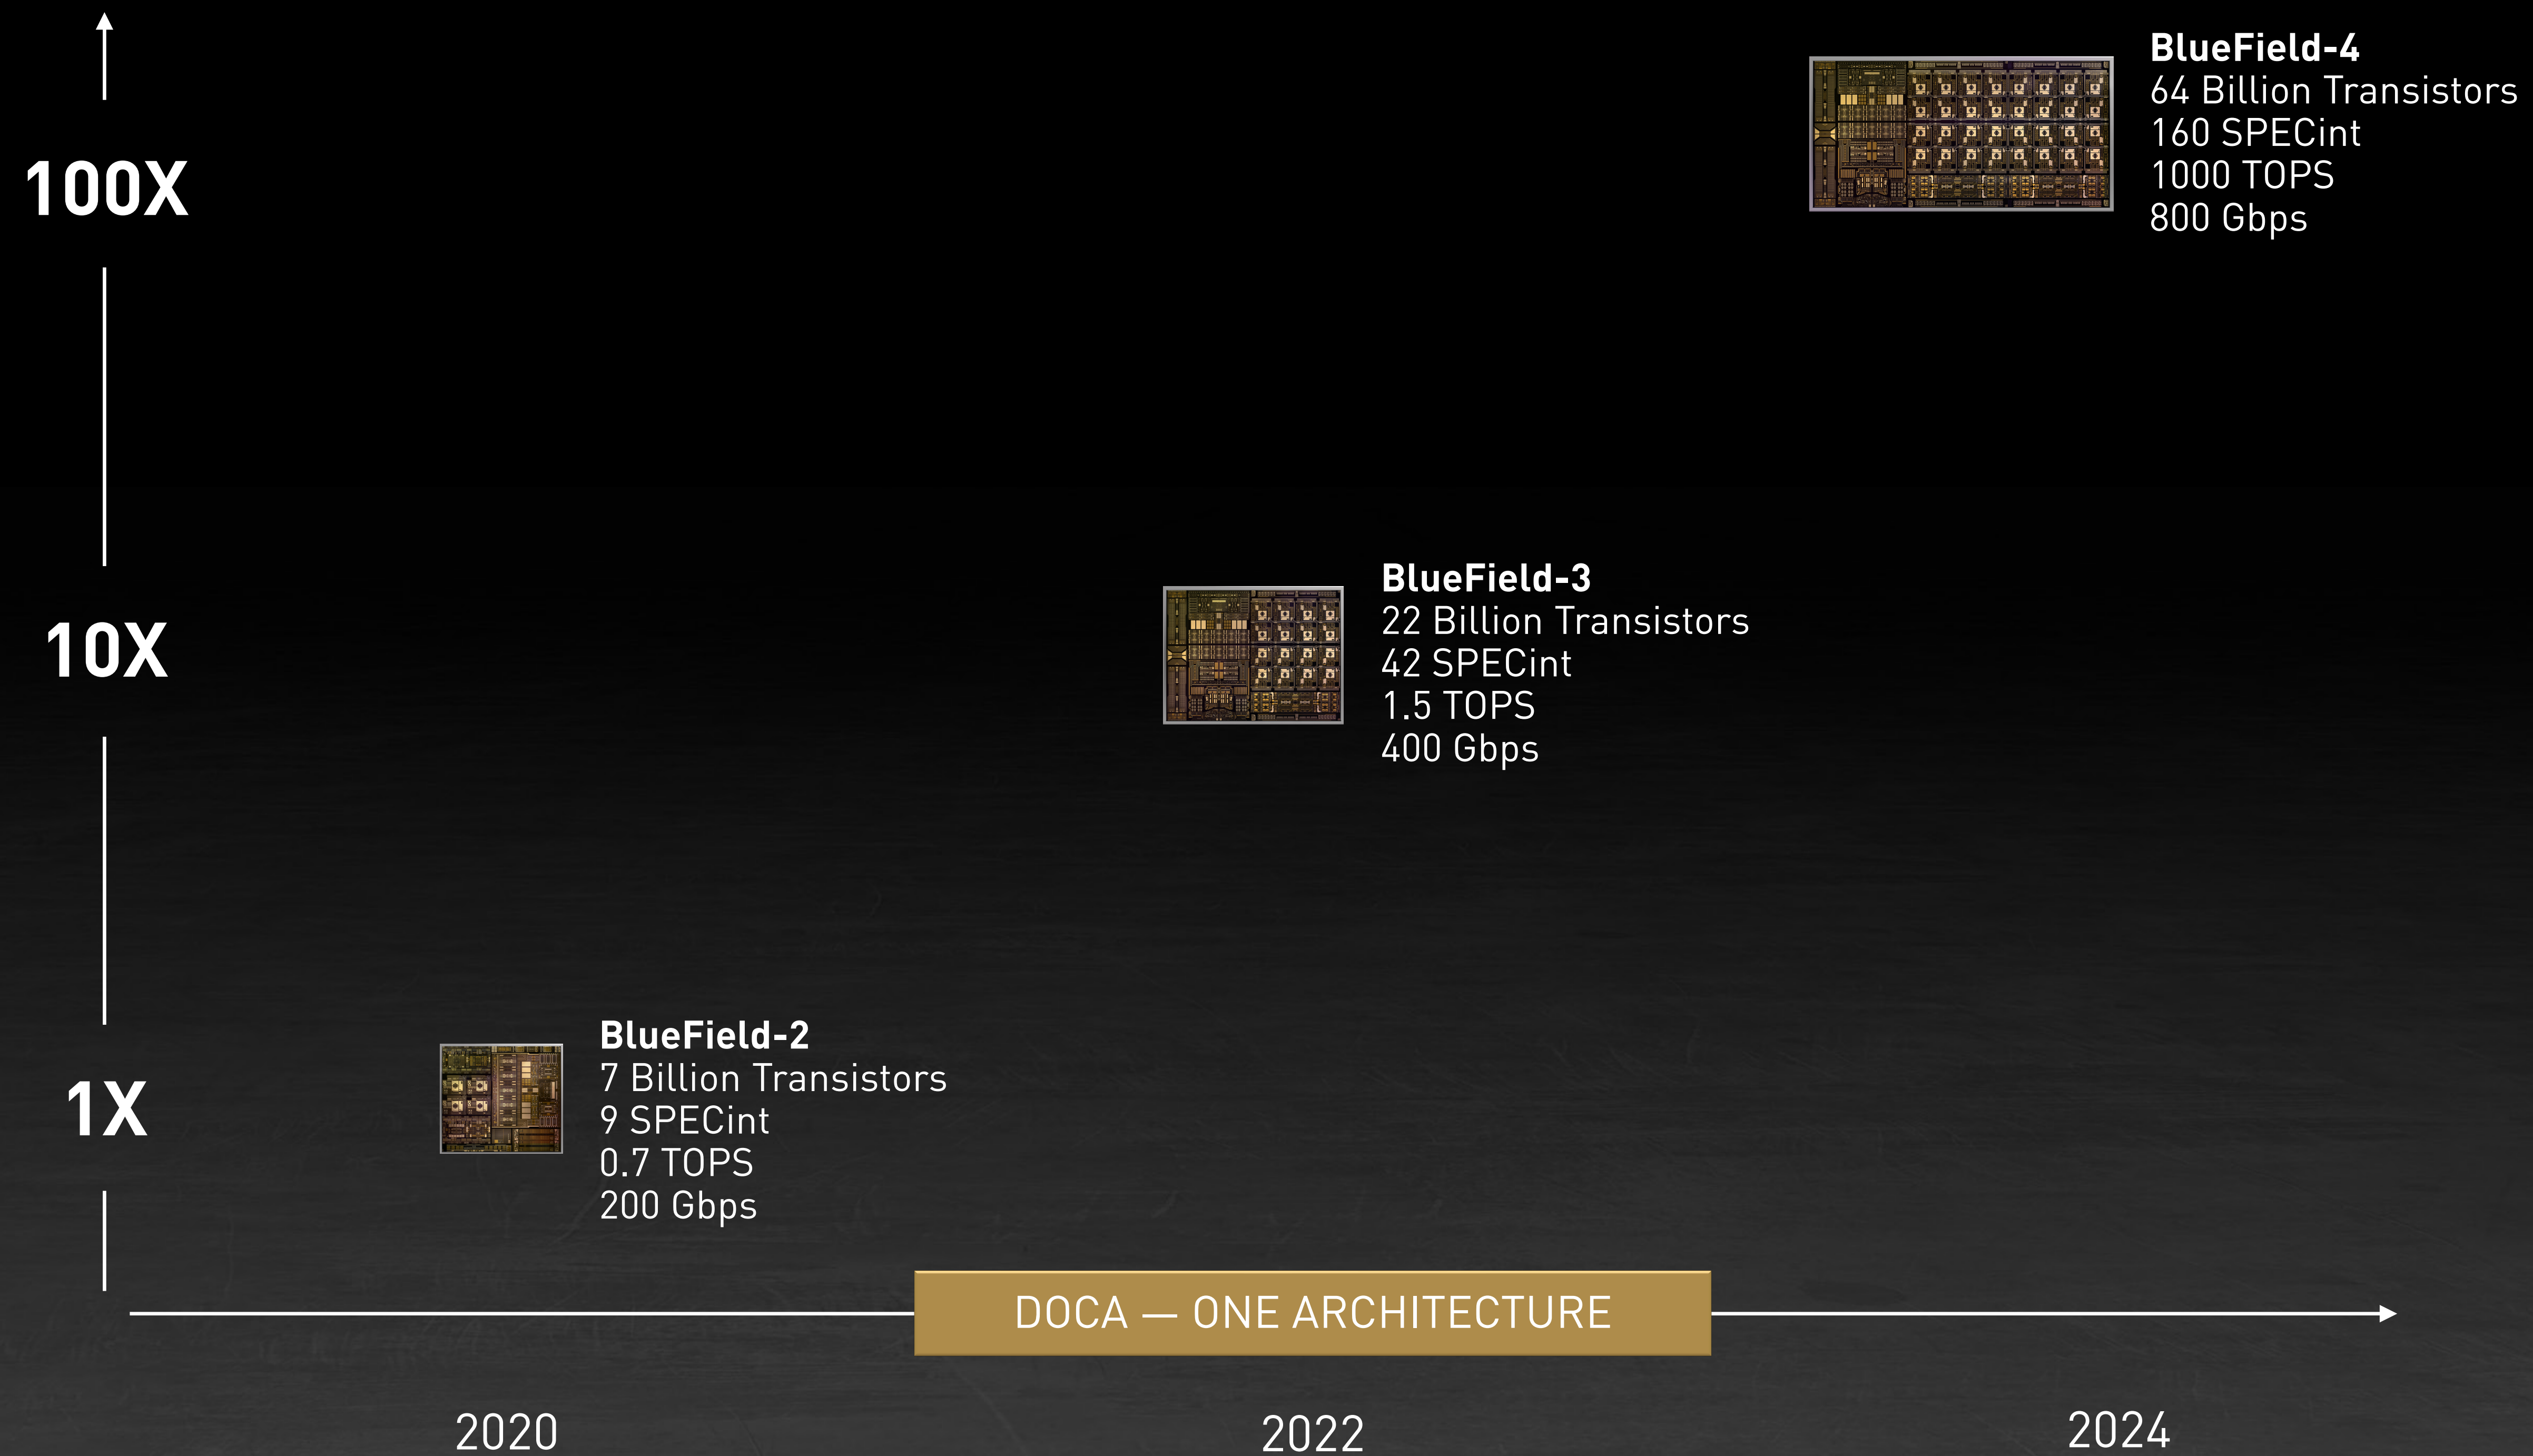 100X
10X
1X
BlueField-4
64 Billion Transistors
160 SPECint
1000 TOPS
800 Gbps
BlueField-3
22 Billion Transistors
42 SPECint
1.5 TOPS
400 Gbps
BlueField-2
7 Billion Transistors
9 SPECint
0.7 TOPS
200 Gbps
DOCA — ONE ARCHITECTURE
2020
2022
2024